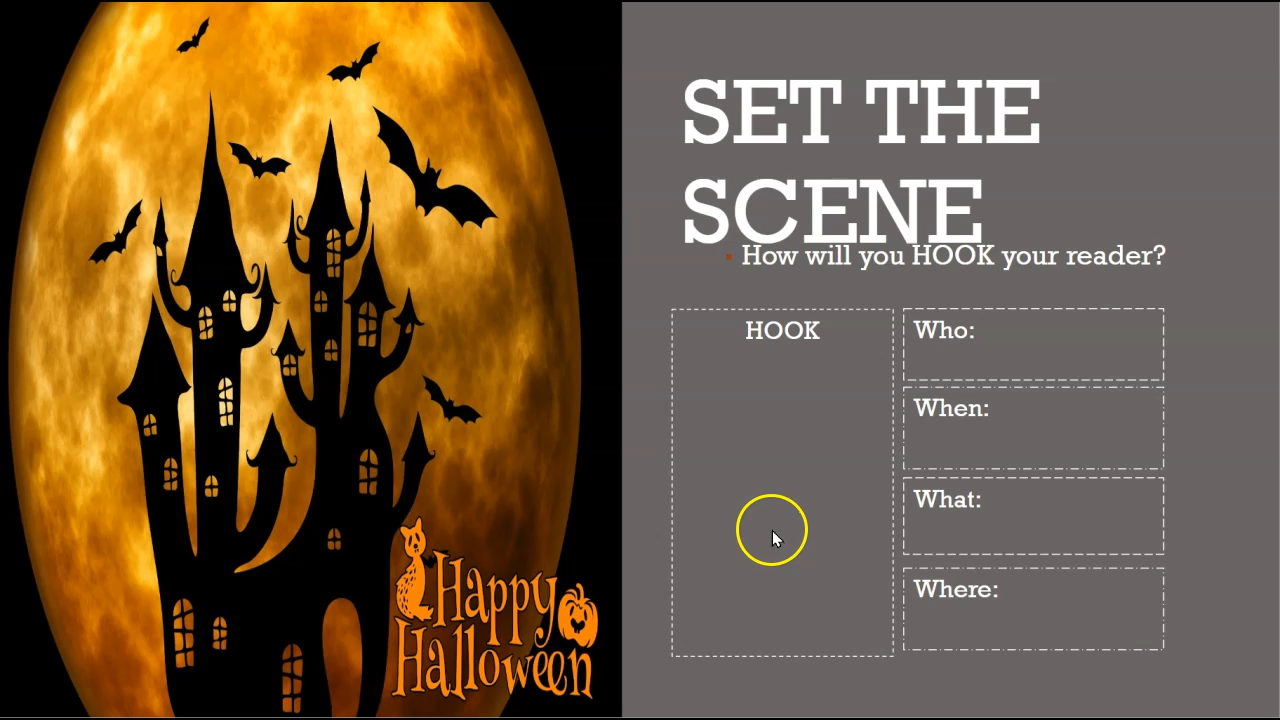 Happy
Halloween
SET THE
SCENE
How will you HOOK your reader?
HOOK
Who:
When:
What:
Where: